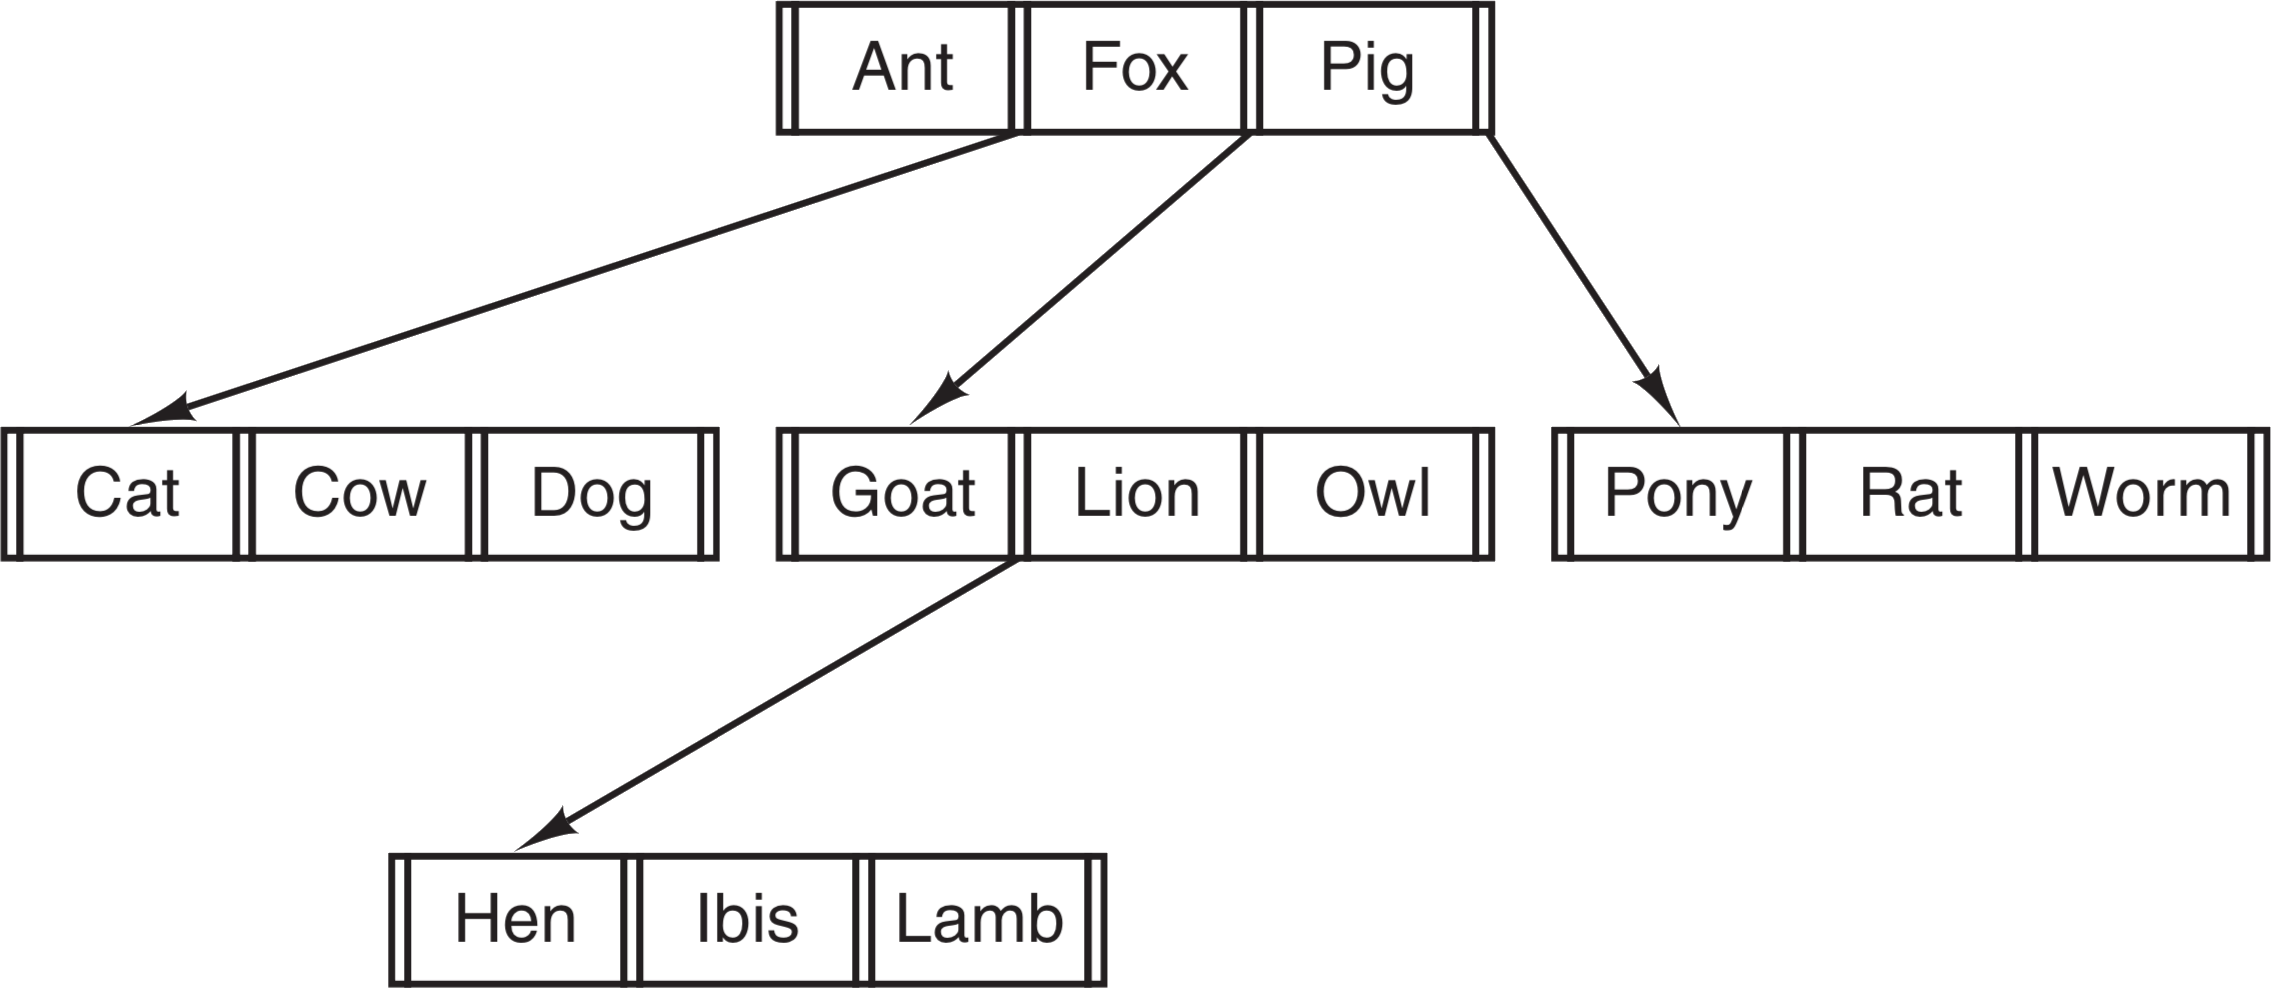 Ant Fox Pig
Cat Cow Dog Goat Lion Owl Pony Rat Worm
Hen Ibis Lamb